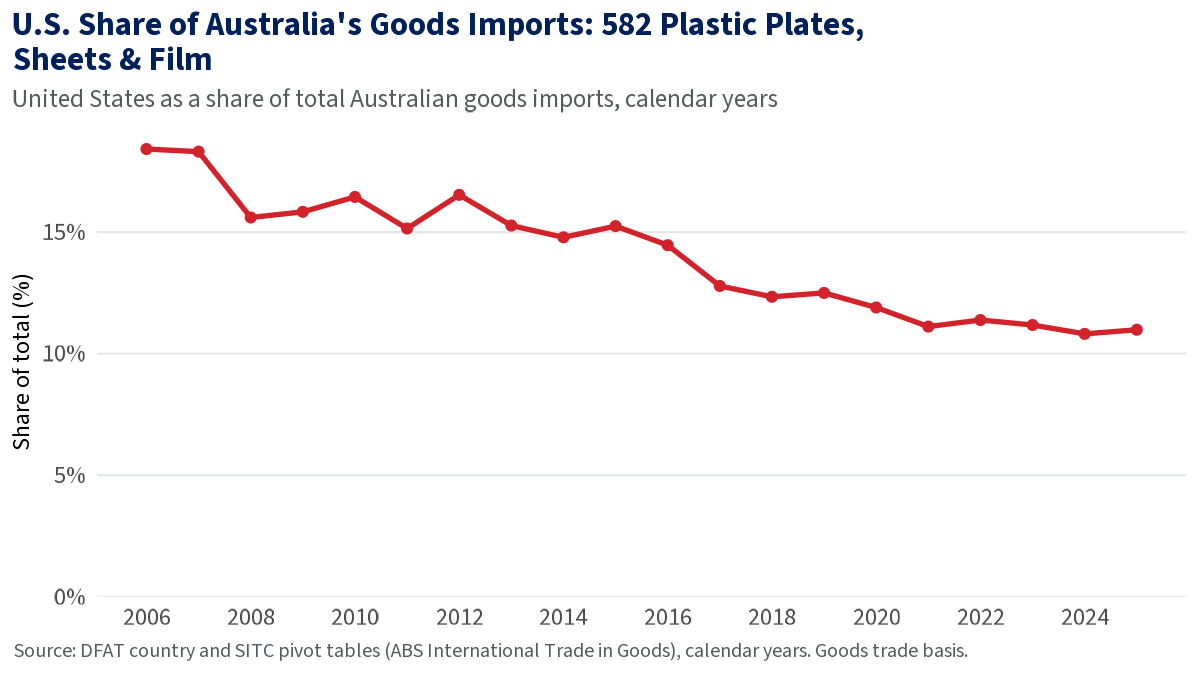 U.S. Share of Australia's Goods Imports: 582 Plastic Plates,
Sheets & Film
United States as a share of total Australian goods imports, calendar years
Share of total (%)
15%
10%
5%
0%
2006 2008 2010 2012 2014 2016 2018 2020 2022 2024
Source: DFAT country and SITC pivot tables (ABS International Trade in Goods), calendar years. Goods trade basis.